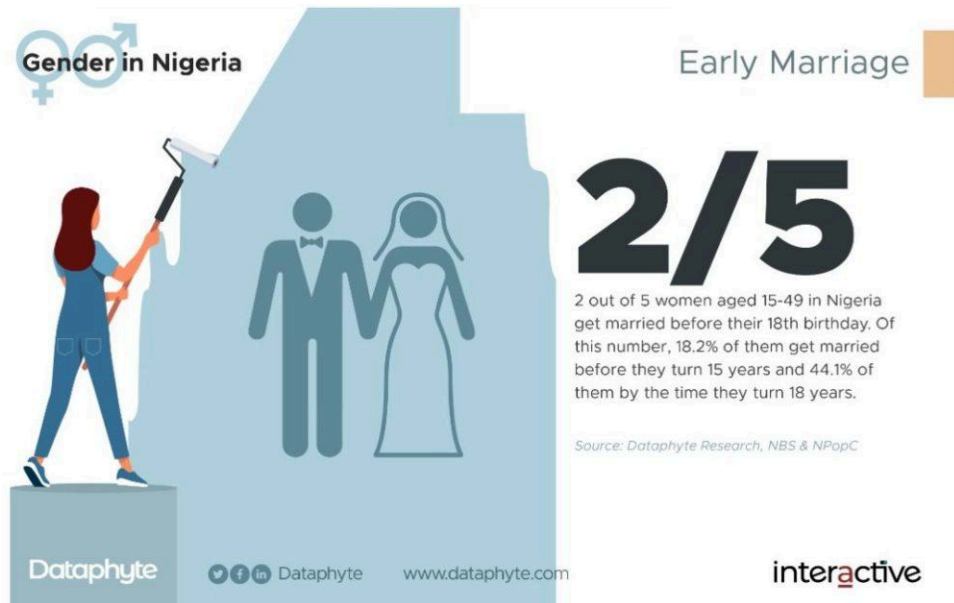 Gender in Nigeria
Early Marriage
2/5
2 out of 5 women aged 15-49 in Nigeria
get married before their 18th birthday. Of
this number, 18.2% of them get married
before they turn 15 years and 44.1% of
them by the time they turn 18 years.
Source: Dataphyte Research, NBS & NPopC
Dataphyte
Dataphyte
www.dataphyte.com
interactive